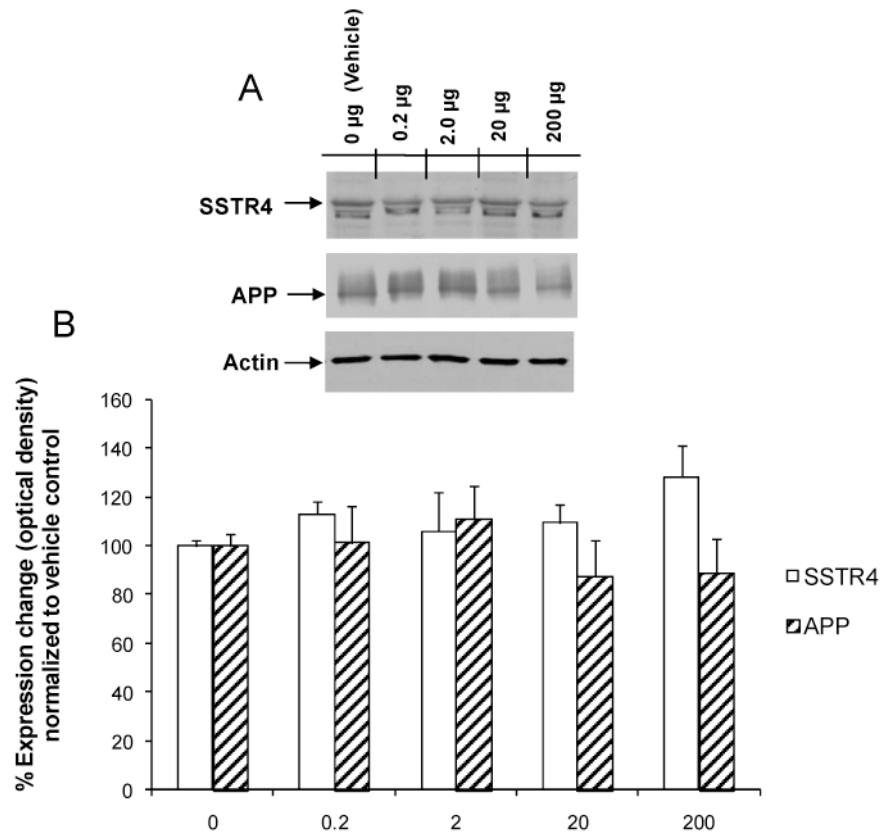 A
0 µg (Vehicle)
0.2 µg
2.0 µg
20 µg
200 µg
SSTR4
APP
Actin
B
% Expression change (optical density)
normalized to vehicle control
160
140
120
100
80
60
40
20
0
0
0.2
2
20
200
SSTR4
APP